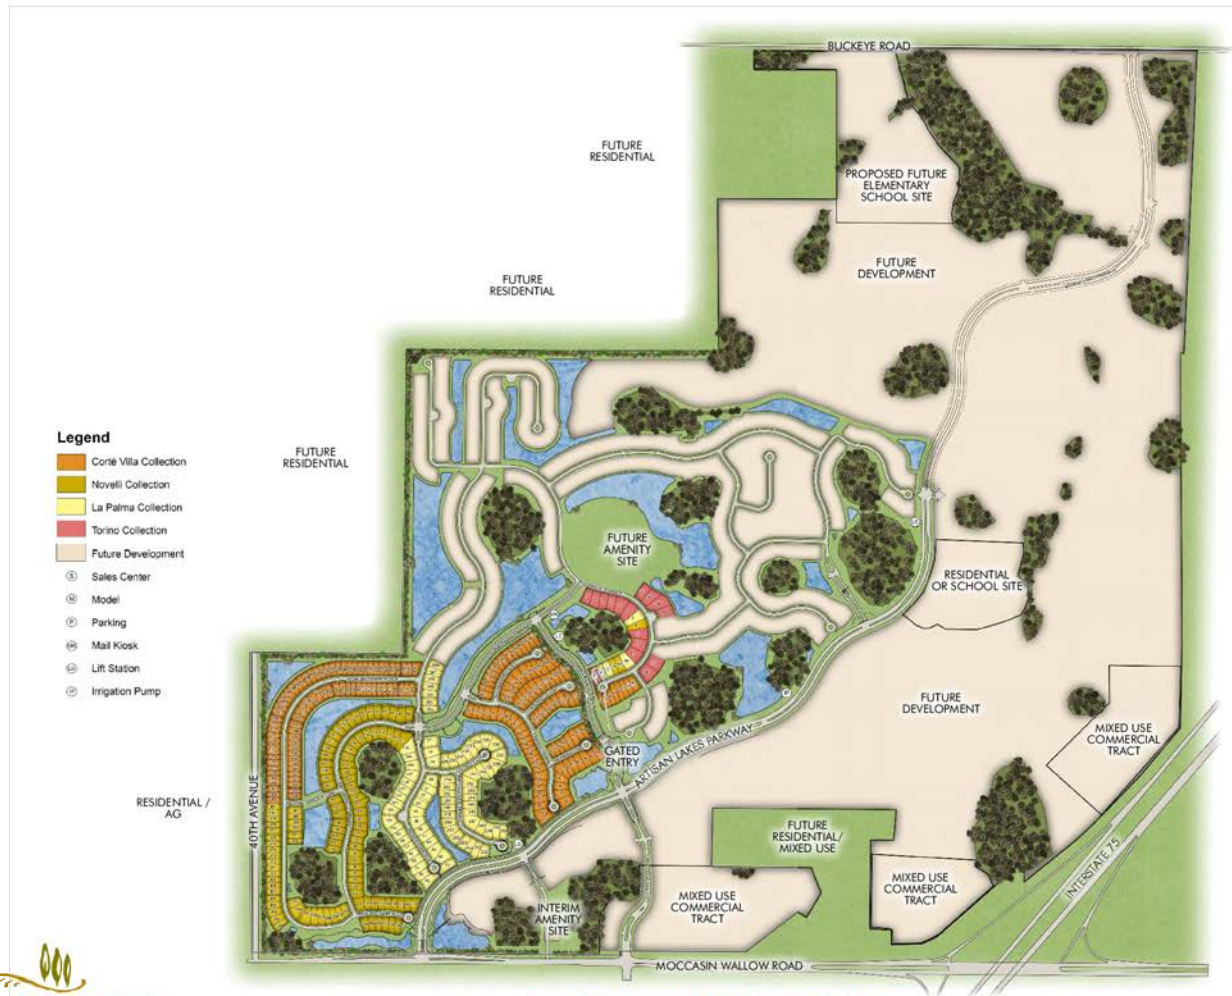 BUCKEYE ROAD
FUTURE
RESIDENTIAL
PROPOSED FUTURE
ELEMENTARY
SCHOOL SITE
FUTURE
DEVELOPMENT
FUTURE
RESIDENTIAL
Legend
Corté Villa Collection
Novelli Collection
La Palma Collection
Torino Collection
Future Development
S Sales Center
M Model
P Parking
MK Mail Kiosk
LS Lift Station
IP Irrigation Pump
FUTURE
RESIDENTIAL
FUTURE
AMENITY
SITE
RESIDENTIAL
OR SCHOOL SITE
FUTURE
DEVELOPMENT
MIXED USE
COMMERCIAL
TRACT
GATED
ENTRY
ARTISAN LAKES PARKWAY
RESIDENTIAL /
AG
40TH AVENUE
FUTURE
RESIDENTIAL/
MIXED USE
INTERSTATE 75
MIXED USE
COMMERCIAL
TRACT
MIXED USE
COMMERCIAL
TRACT
INTERIM
AMENITY
SITE
MOCCASIN WALLOW ROAD